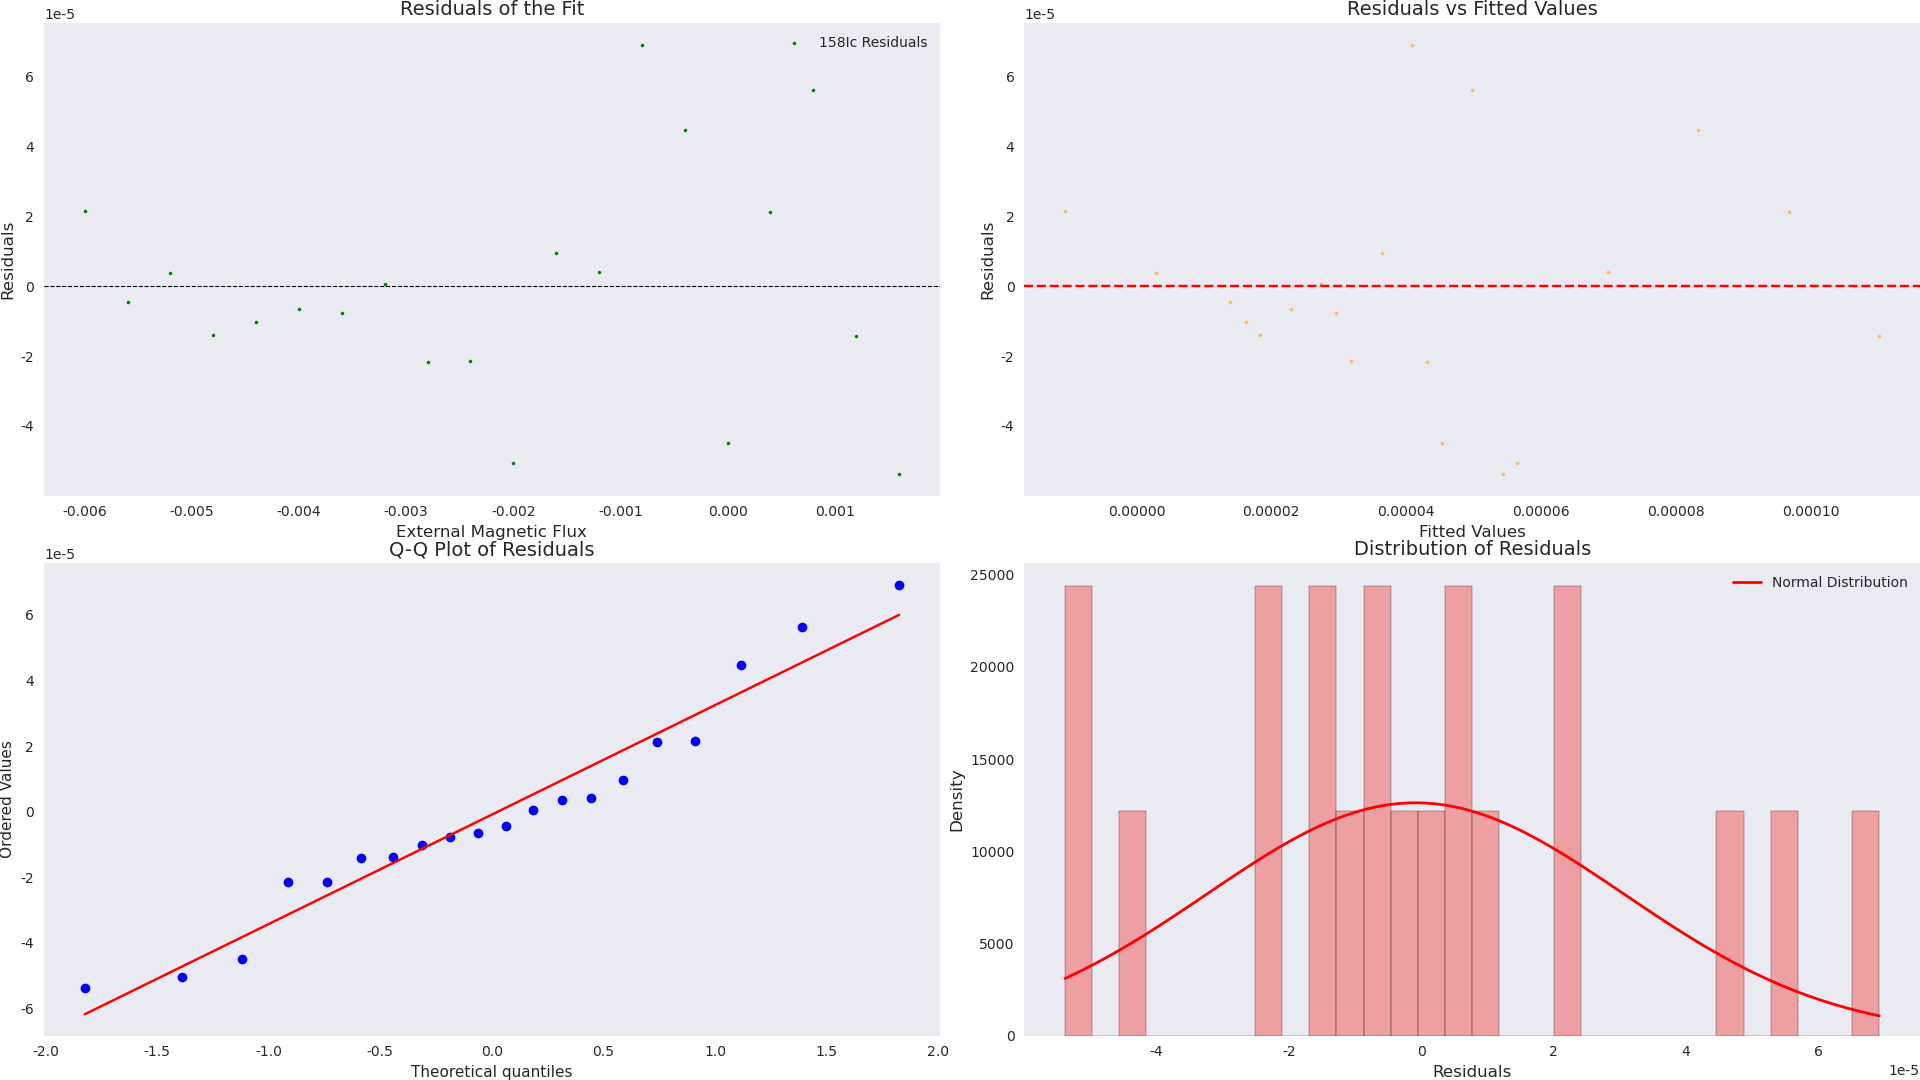 Residuals of the Fit
1e-5
158Ic Residuals
6
4
2
0
-2
-4
Residuals
-0.006 -0.005 -0.004 -0.003 -0.002 -0.001 0.000 0.001
External Magnetic Flux
Residuals vs Fitted Values
1e-5
6
4
2
0
-2
-4
Residuals
0.00000 0.00002 0.00004 0.00006 0.00008 0.00010
Fitted Values
Q-Q Plot of Residuals
1e-5
6
4
2
0
-2
-4
-6
Ordered Values
-2.0 -1.5 -1.0 -0.5 0.0 0.5 1.0 1.5 2.0
Theoretical quantiles
Distribution of Residuals
Normal Distribution
25000
20000
15000
10000
5000
0
Density
-4 -2 0 2 4 6
1e-5
Residuals